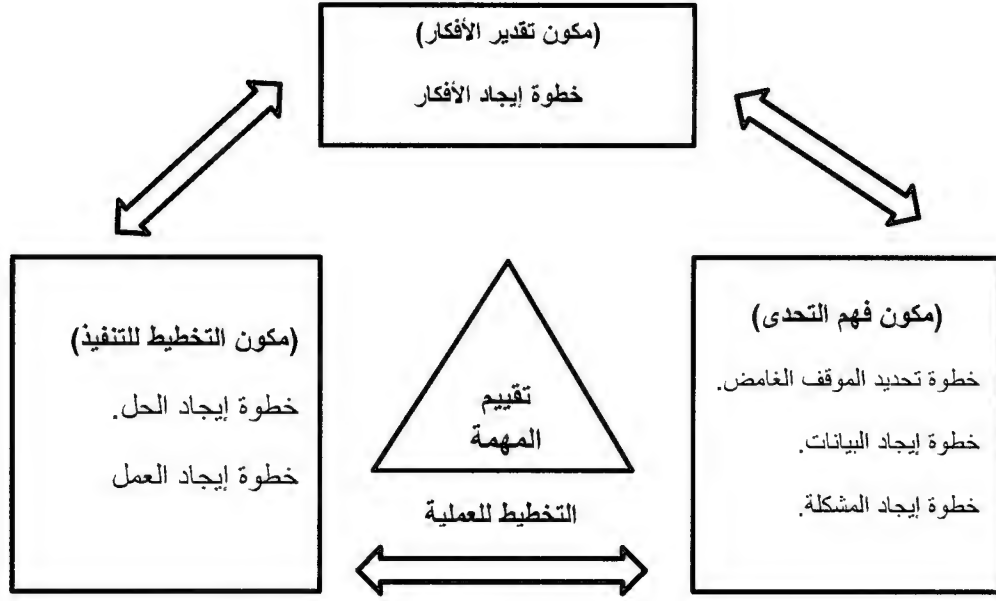 (مكون تقدير الأفكار)
خطوة إيجاد الأفكار
(مكون فهم التحدى)
خطوة تحديد الموقف الغامض.
خطوة إيجاد البيانات.
خطوة إيجاد المشكلة.
(مكون التخطيط للتنفيذ)
خطوة إيجاد الحل.
خطوة إيجاد العمل
تقييم
المهمة
التخطيط للعملية